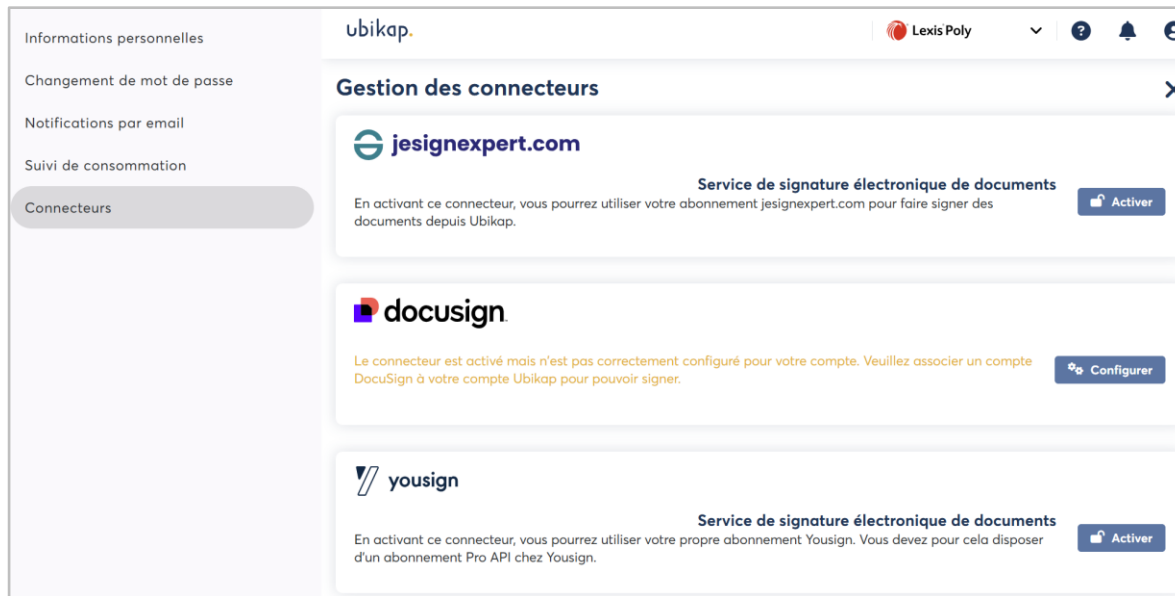 Informations personnelles
Changement de mot de passe
Notifications par email
Suivi de consommation
Connecteurs
ubikap.
Lexis Poly
?
Gestion des connecteurs
jesignexpert.com
Service de signature électronique de documents
En activant ce connecteur, vous pourrez utiliser votre abonnement jesignexpert.com pour faire signer des
documents depuis Ubikap.
Activer
docusign
Le connecteur est activé mais n'est pas correctement configuré pour votre compte. Veuillez associer un compte
DocuSign à votre compte Ubikap pour pouvoir signer.
Configurer
yousign
Service de signature électronique de documents
En activant ce connecteur, vous pourrez utiliser votre propre abonnement Yousign. Vous devez pour cela disposer
d'un abonnement Pro API chez Yousign.
Activer